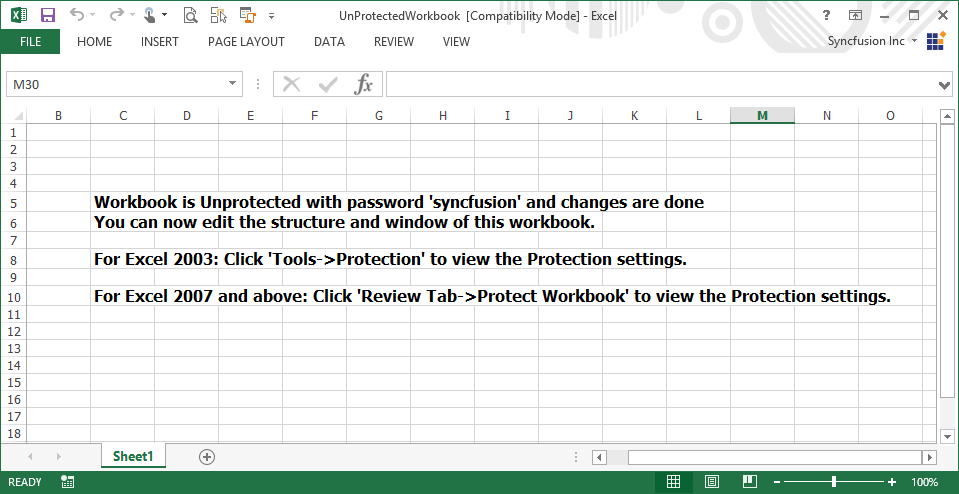 UnProtectedWorkbook [Compatibility Mode] - Excel
?
FILE HOME INSERT PAGE LAYOUT DATA REVIEW VIEW Syncfusion Inc
M30 fx
B C D E F G H I J K L M N O
1
2
3
4
5 Workbook is Unprotected with password 'syncfusion' and changes are done
6 You can now edit the structure and window of this workbook.
7
8 For Excel 2003: Click 'Tools->Protection' to view the Protection settings.
9
10 For Excel 2007 and above: Click 'Review Tab->Protect Workbook' to view the Protection settings.
11
12
13
14
15
16
17
18
Sheet1
READY 100%